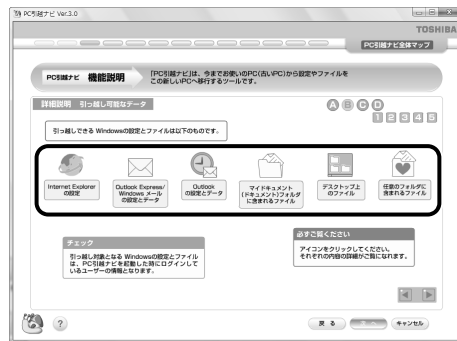 PC引越ナビ Ver.3.0
TOSHIBA
PC引越ナビ全体マップ
PC引越ナビ 機能説明
「PC引越ナビ」は、今までお使いのPC(古いPC)から設定やファイルを
この新しいPCへ移行するツールです。
詳細説明 引っ越し可能なデータ
A B C D
1 2 3 4 5
引っ越しできる Windowsの設定とファイルは以下のものです。
Internet Explorer
の設定
Outlook Express/
Windows メール
の設定とデータ
Outlook
の設定とデータ
マイドキュメント
(ドキュメント)フォルダ
に含まれるファイル
デスクトップ上
のファイル
任意のフォルダに
含まれるファイル
チェック
引っ越し対象となる Windowsの設定とファイル
は、PC引越ナビを起動した時にログインして
いるユーザーの情報となります。
必ずご覧ください
アイコンをクリックしてください。
それぞれの内容の詳細がご覧になれます。
?
戻 る
次 へ
キャンセル